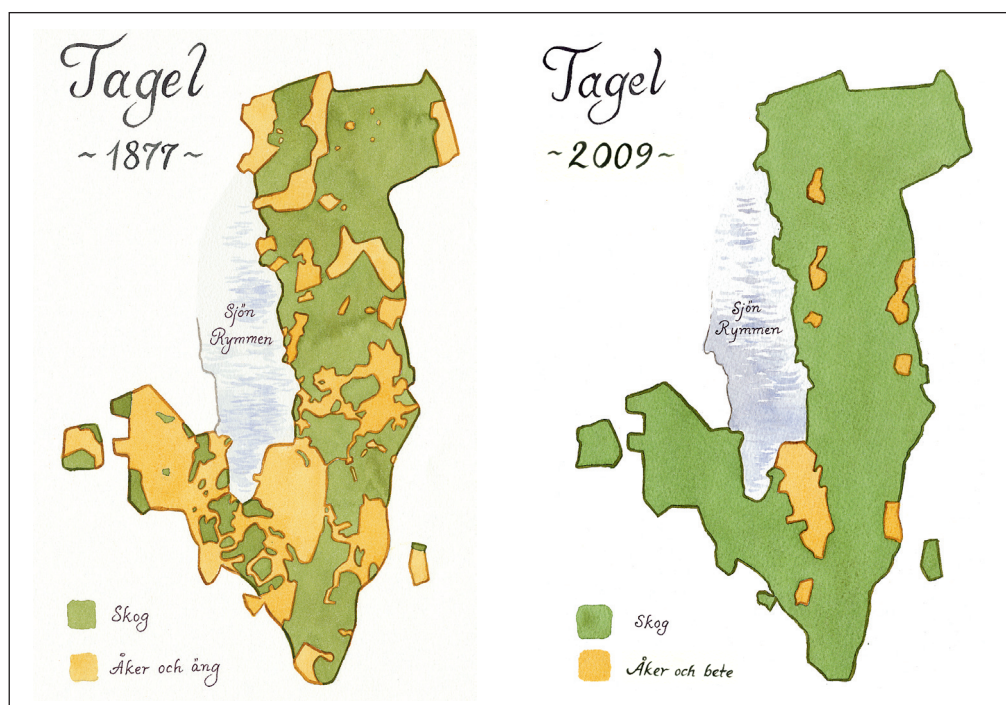 Tagel
~1877~
Sjön
Rymmen
Skog
Åker och äng
Tagel
~2009~
Sjön
Rymmen
Skog
Åker och bete